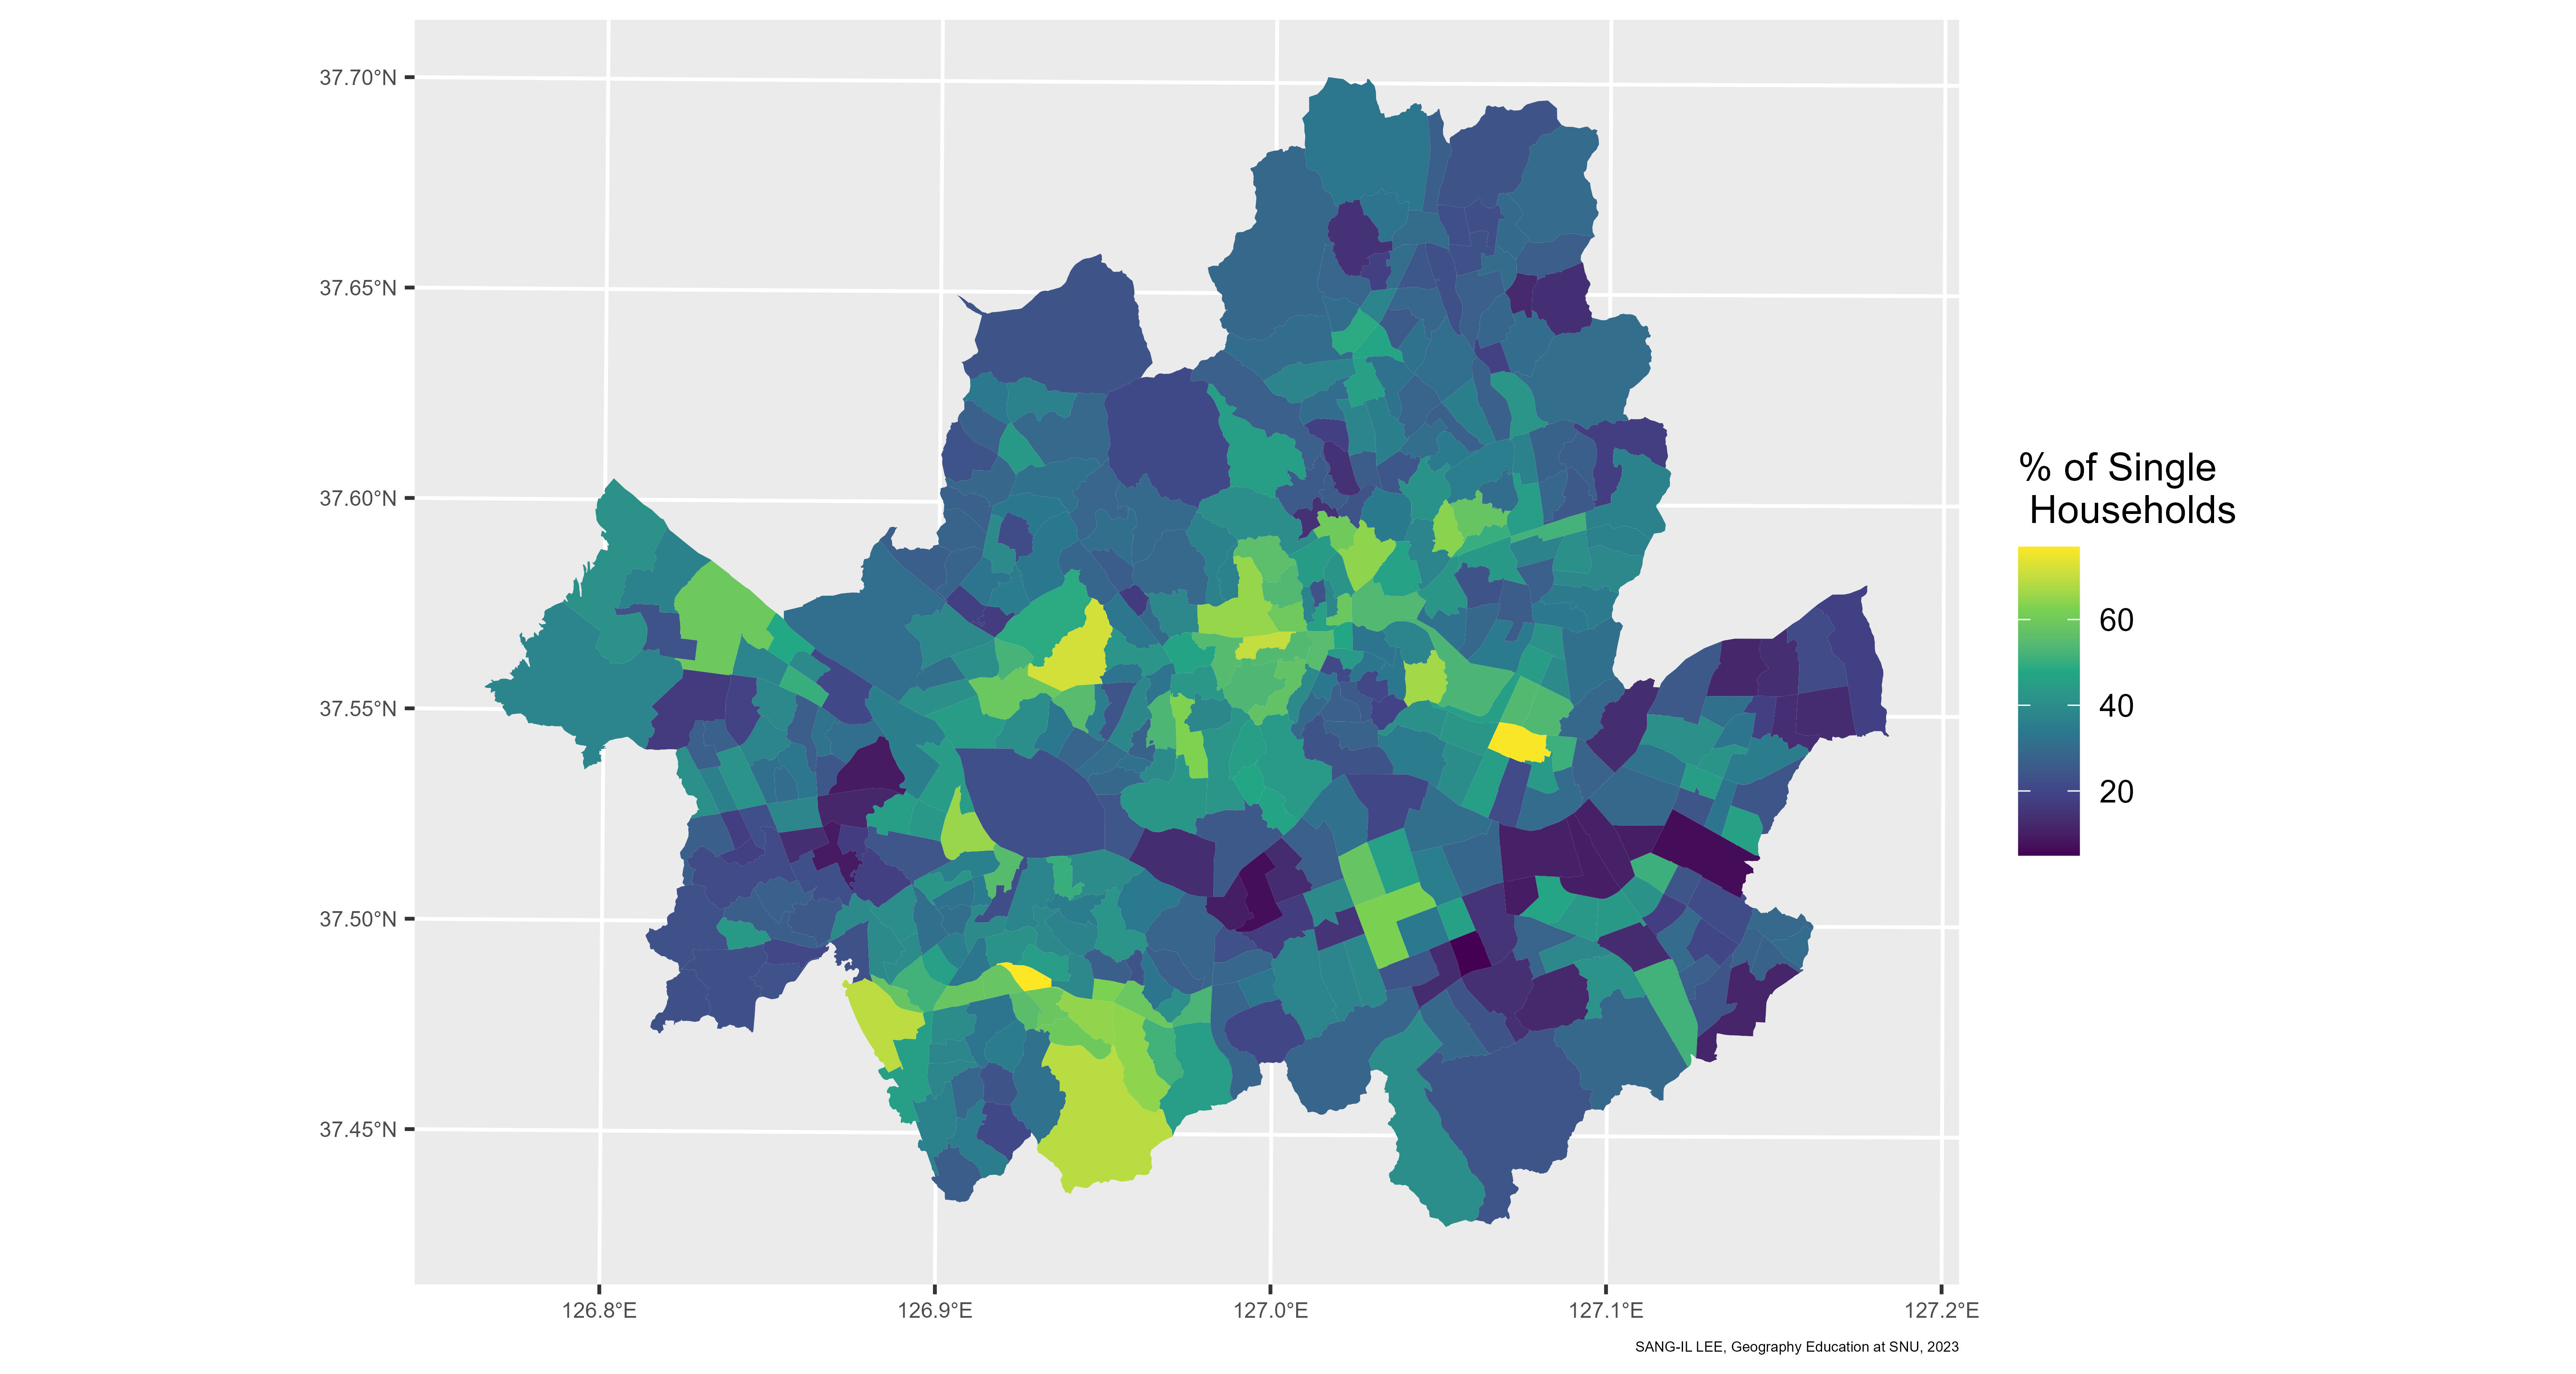 37.70°N
37.65°N
37.60°N
37.55°N
37.50°N
37.45°N
126.8°E
126.9°E
127.0°E
127.1°E
127.2°E
% of Single
Households
60
40
20
SANG-IL LEE, Geography Education at SNU, 2023